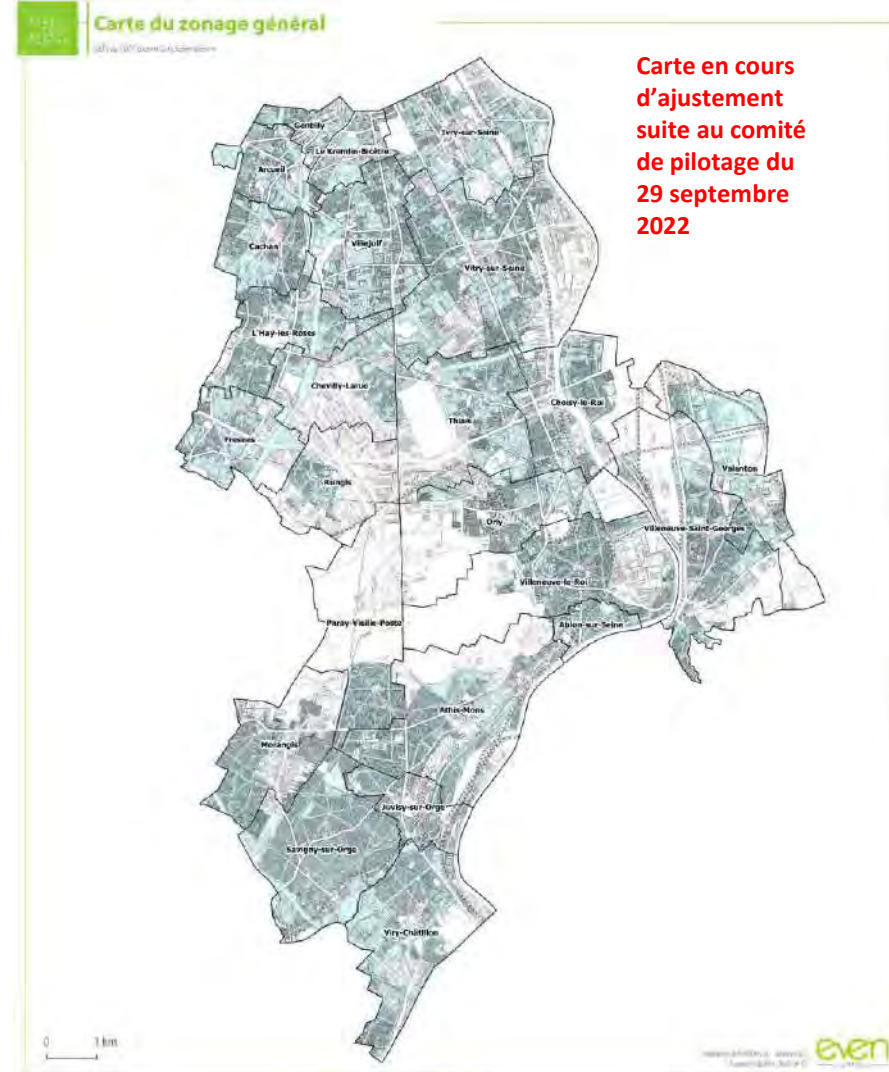 Carte du zonage général
Carte en cours
d’ajustement
suite au comité
de pilotage du
29 septembre
2022
Gentilly
Ivry-sur-Seine
Le Kremlin-Bicêtre
Arcueil
Cachan
Villejuif
Vitry-sur-Seine
L'Hay-les-Roses
Chevilly-Larue
Choisy-le-Roi
Thiais
Fresnes
Valenton
Rungis
Orly
Villeneuve-Saint-Georges
Villeneuve-le-Roi
Paray-Vieille-Poste
Ablon-sur-Seine
Athis-Mons
Morangis
Juvisy-sur-Orge
Savigny-sur-Orge
Viry-Châtillon
0 1 km
even